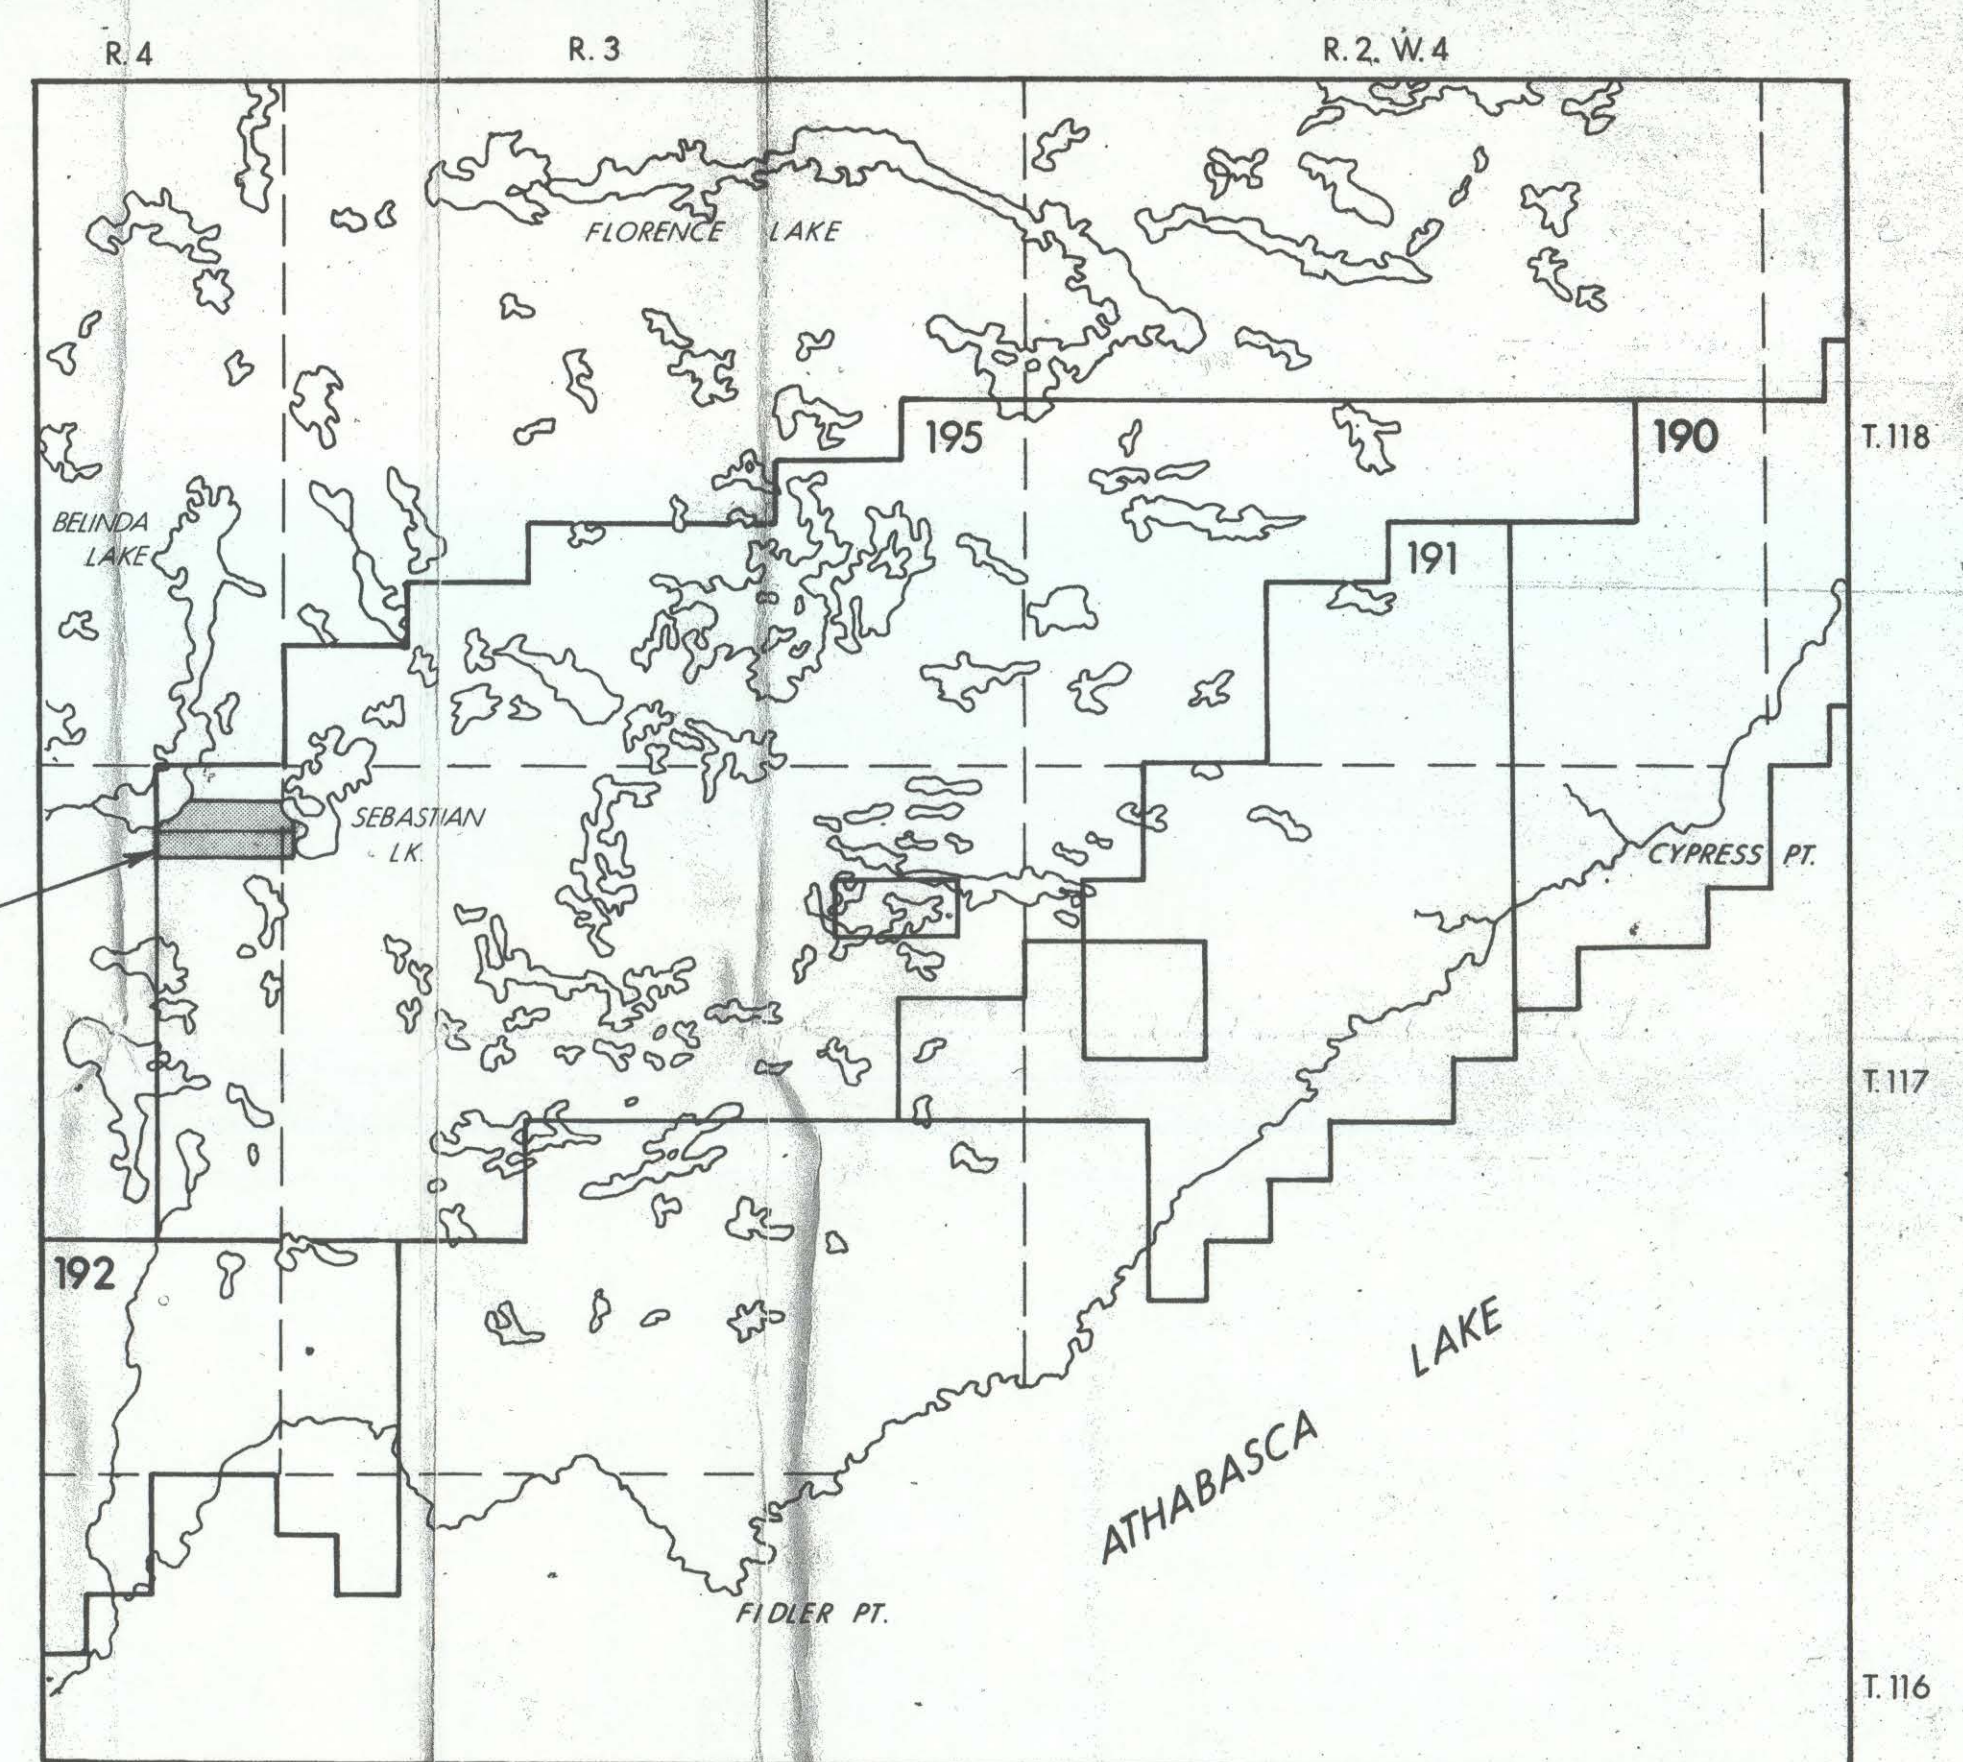 R. 4
R. 3
R. 2. W. 4
FLORENCE LAKE
195
190
T. 118
BELINDA
LAKE
191
SEBASTIAN
LK.
CYPRESS PT.
T. 117
192
LAKE
ATHABASCA
FIDLER PT.
T. 116